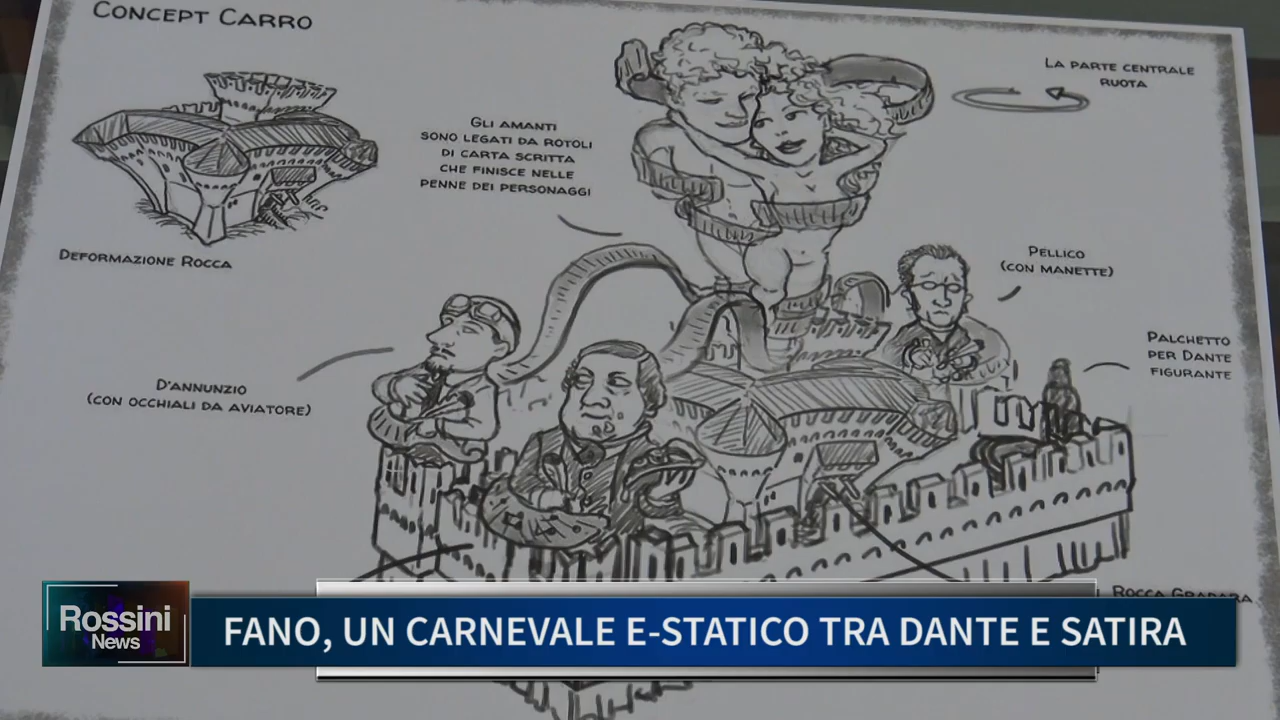 CONCEPT CARRO
LA PARTE CENTRALE
RUOTA
GLI AMANTI
SONO LEGATI DA ROTOLI
DI CARTA SCRITTA
CHE FINISCE NELLE
PENNE DEI PERSONAGGI
DEFORMAZIONE ROCCA
PELLICO
(CON MANETTE)
PALCHETTO
PER DANTE
FIGURANTE
D'ANNUNZIO
(CON OCCHIALI DA AVIATORE)
ROCCA GRADARA
Rossini
News
FANO, UN CARNEVALE E-STATICO TRA DANTE E SATIRA